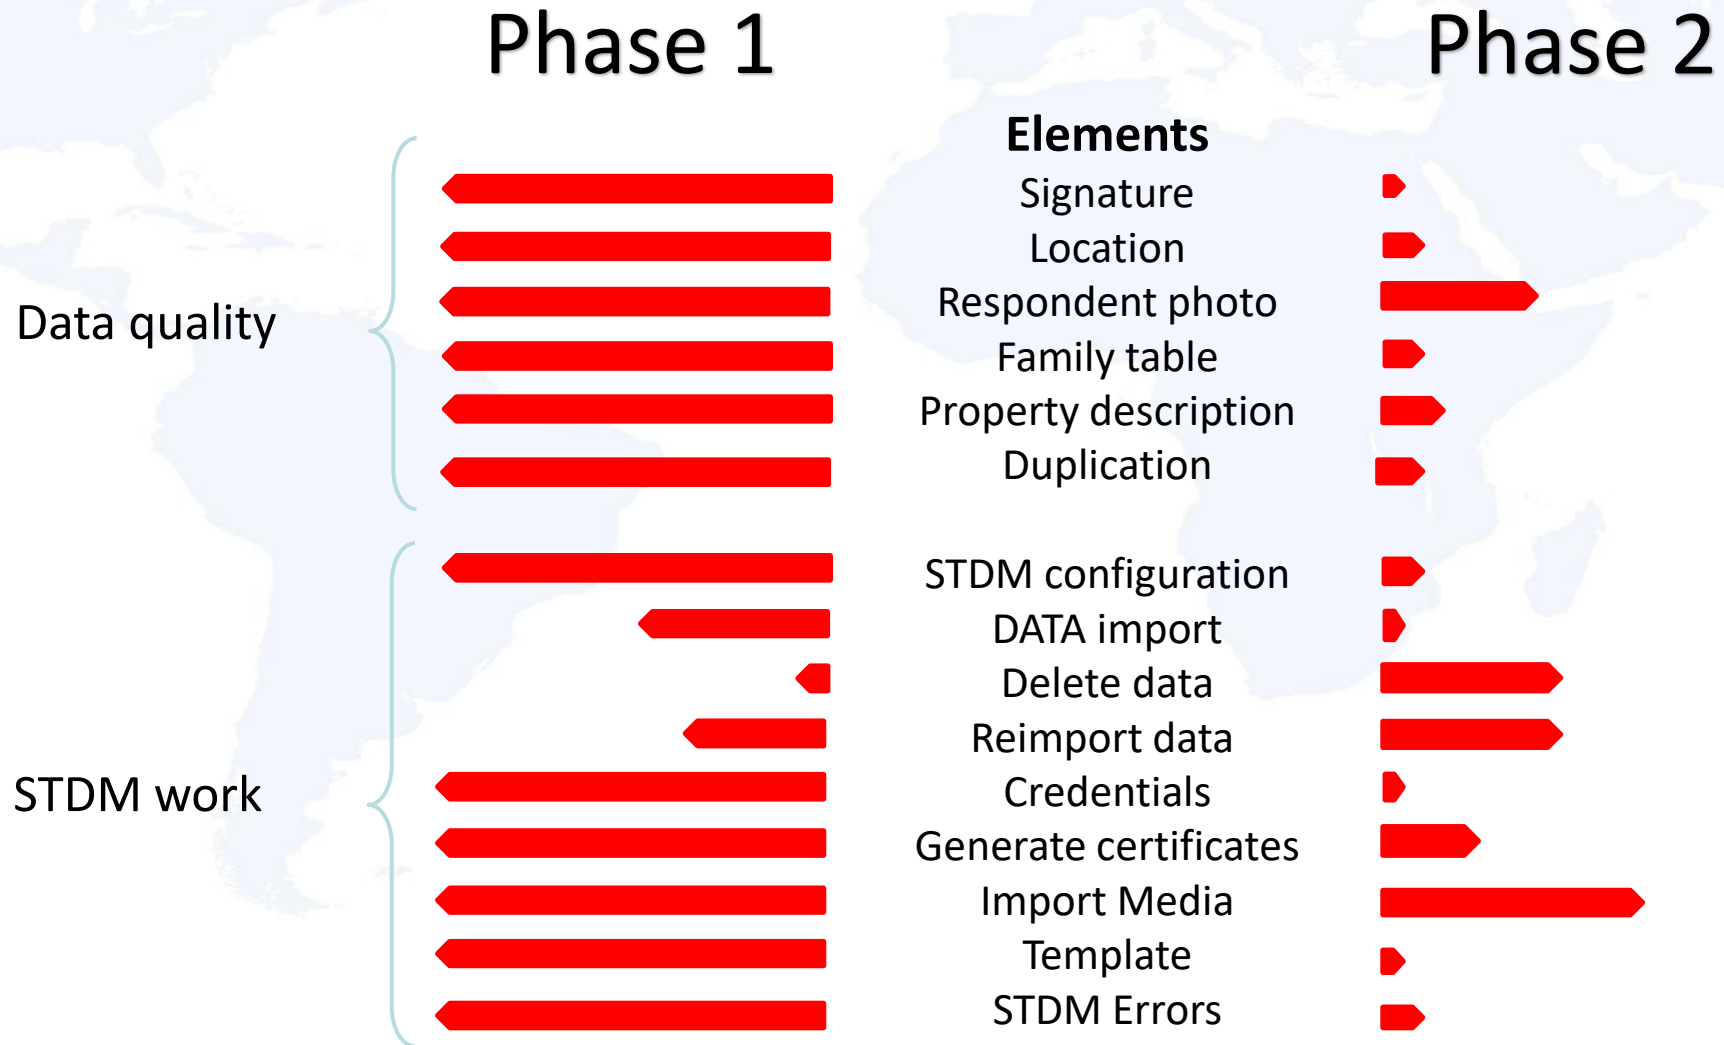 Phase 1
Phase 2
Elements
Signature
Location
Respondent photo
Family table
Property description
Duplication
Data quality
STDM configuration
DATA import
Delete data
Reimport data
Credentials
Generate certificates
Import Media
Template
STDM Errors
STDM work